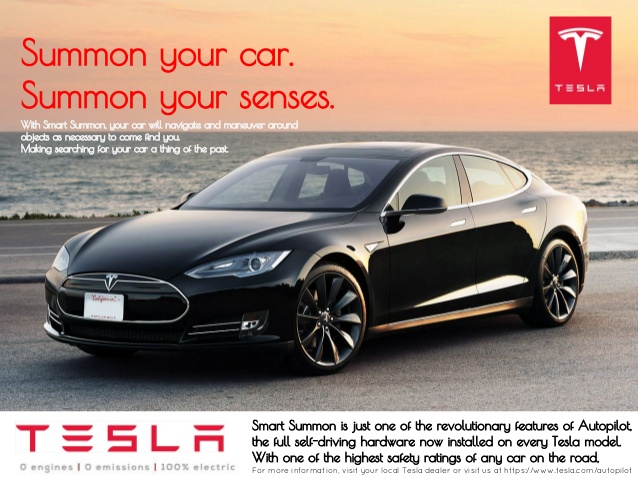 Summon your car.
Summon your senses.
With Smart Summon, your car will navigate and maneuver around
objects as necessary to come find you.
Making searching for your car a thing of the past.
TESLA
California
TESLA
0 engines | 0 emissions | 100% electric
Smart Summon is just one of the revolutionary features of Autopilot,
the full self-driving hardware now installed on every Tesla model.
With one of the highest safety ratings of any car on the road,
For more information, visit your local Tesla dealer or visit us at https://www.tesla.com/autopilot